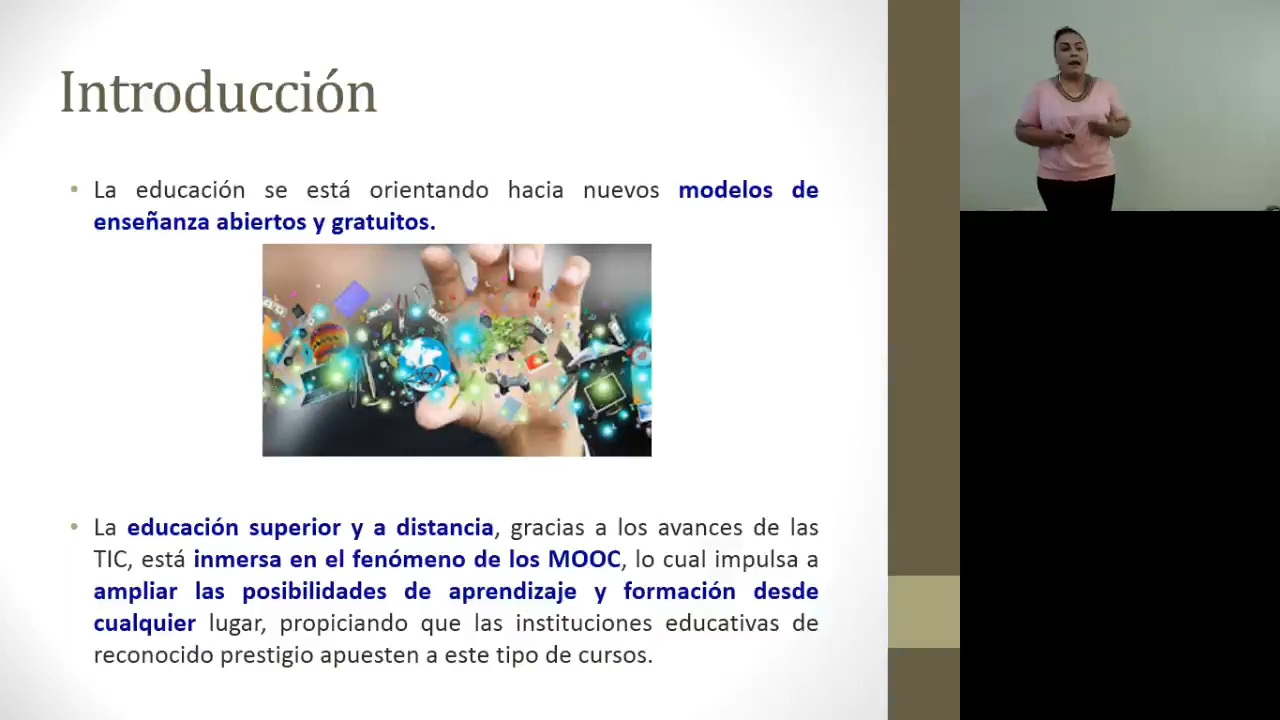 Introducción
• La educación se está orientando hacia nuevos modelos de
enseñanza abiertos y gratuitos.
• La educación superior y a distancia, gracias a los avances de las
TIC, está inmersa en el fenómeno de los MOOC, lo cual impulsa a
ampliar las posibilidades de aprendizaje y formación desde
cualquier lugar, propiciando que las instituciones educativas de
reconocido prestigio apuesten a este tipo de cursos.